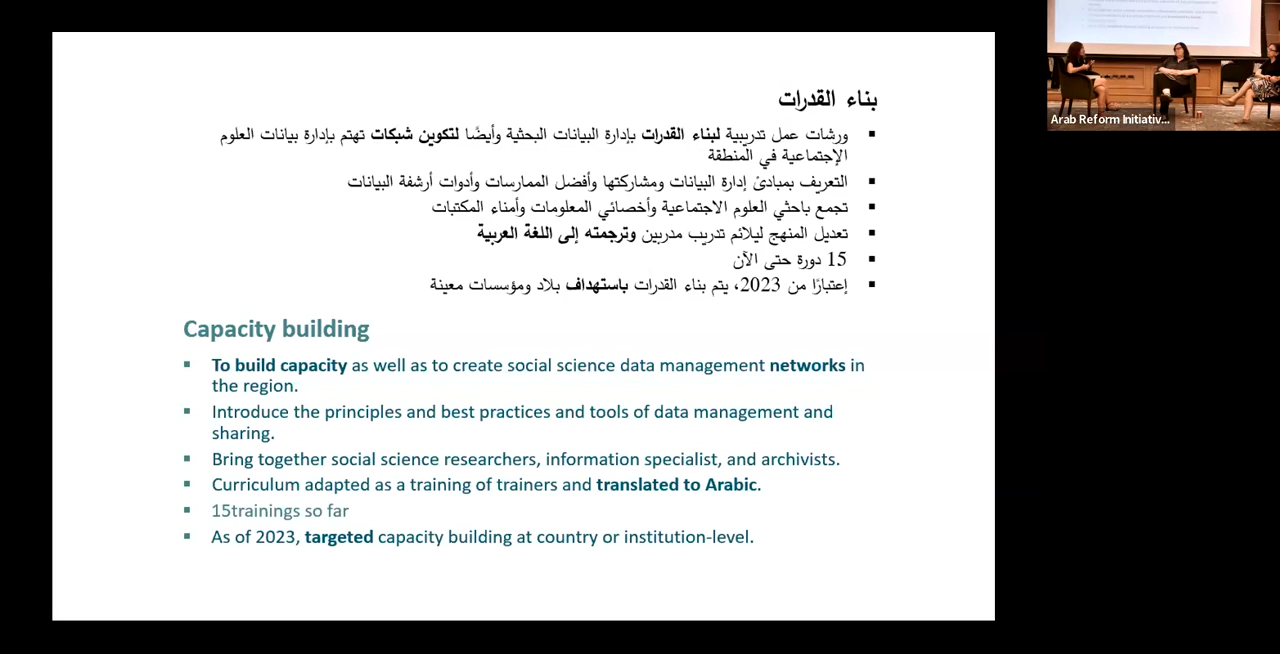 بناء القدرات
▪ ورشات عمل تدريبية لبناء القدرات بإدارة البيانات البحثية وأيضًا لتكوين شبكات تهتم بإدارة بيانات العلوم
الإجتماعية في المنطقة
▪ التعريف بمبادئ إدارة البيانات ومشاركتها وأفضل الممارسات وأدوات أرشفة البيانات
▪ تجمع باحثي العلوم الاجتماعية وأخصائي المعلومات وأمناء المكتبات
▪ تعديل المنهج ليلائم تدريب مدربين وترجمته إلى اللغة العربية
▪ 15 دورة حتى الآن
▪ إعتبارًا من 2023، يتم بناء القدرات باستهداف بلاد ومؤسسات معينة
Capacity building
▪ To build capacity as well as to create social science data management networks in
the region.
▪ Introduce the principles and best practices and tools of data management and
sharing.
▪ Bring together social science researchers, information specialist, and archivists.
▪ Curriculum adapted as a training of trainers and translated to Arabic.
▪ 15trainings so far
▪ As of 2023, targeted capacity building at country or institution-level.
Arab Reform Initiativ...